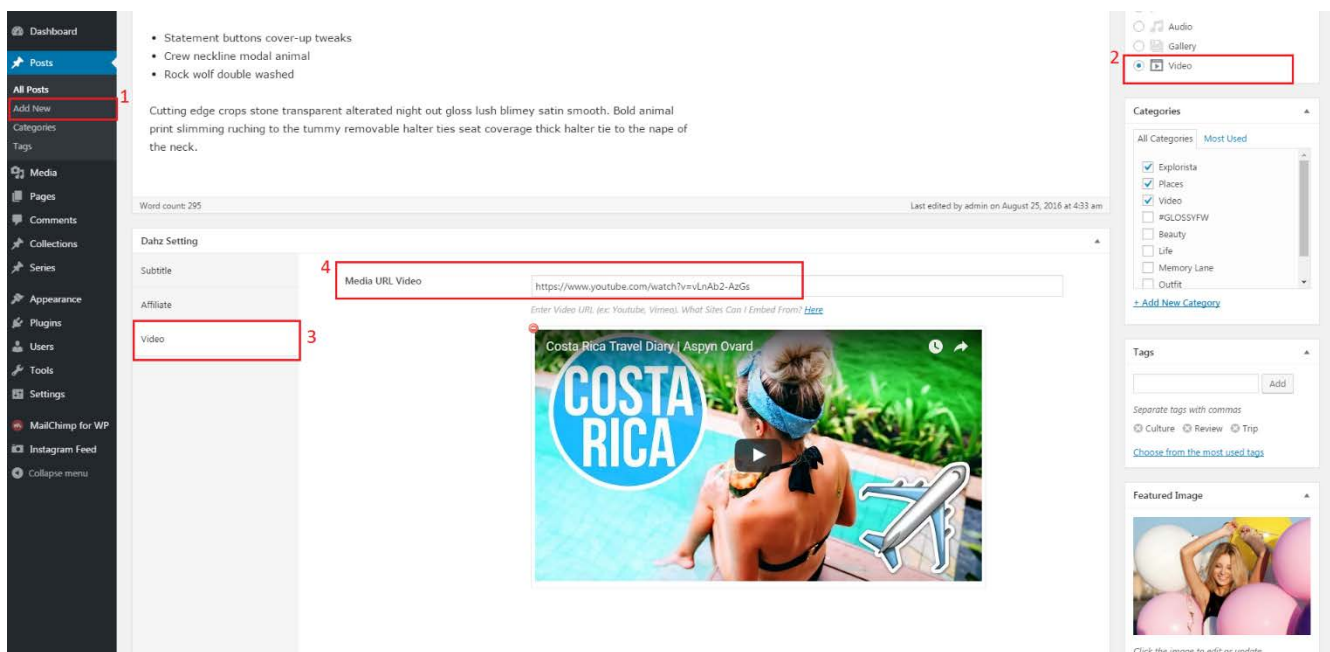 Dashboard
Posts
All Posts
Add New
1
Categories
Tags
Media
Pages
Comments
Collections
Series
Appearance
Plugins
Users
Tools
Settings
MailChimp for WP
Instagram Feed
Collapse menu
• Statement buttons cover-up tweaks
• Crew neckline modal animal
• Rock wolf double washed
Cutting edge crops stone transparent alterated night out gloss lush blimey satin smooth. Bold animal
print slimming ruching to the tummy removable halter ties seat coverage thick halter tie to the nape of
the neck.
Word count: 295
Last edited by admin on August 25, 2016 at 4:33 am
Dahz Setting
Subtitle
Affiliate
Video
3
4
Media URL Video
https://www.youtube.com/watch?v=vLnAb2-AzGs
Enter Video URL (ex: Youtube, Vimeo). What Sites Can I Embed From? Here
Costa Rica Travel Diary | Aspyn Ovard
COSTA
RICA
Audio
Gallery
2
Video
Categories
All Categories Most Used
Explorista
Places
Video
#GLOSSYFW
Beauty
Life
Memory Lane
Outfit
+ Add New Category
Tags
Add
Separate tags with commas
Culture Review Trip
Choose from the most used tags
Featured Image
Click the image to edit or update